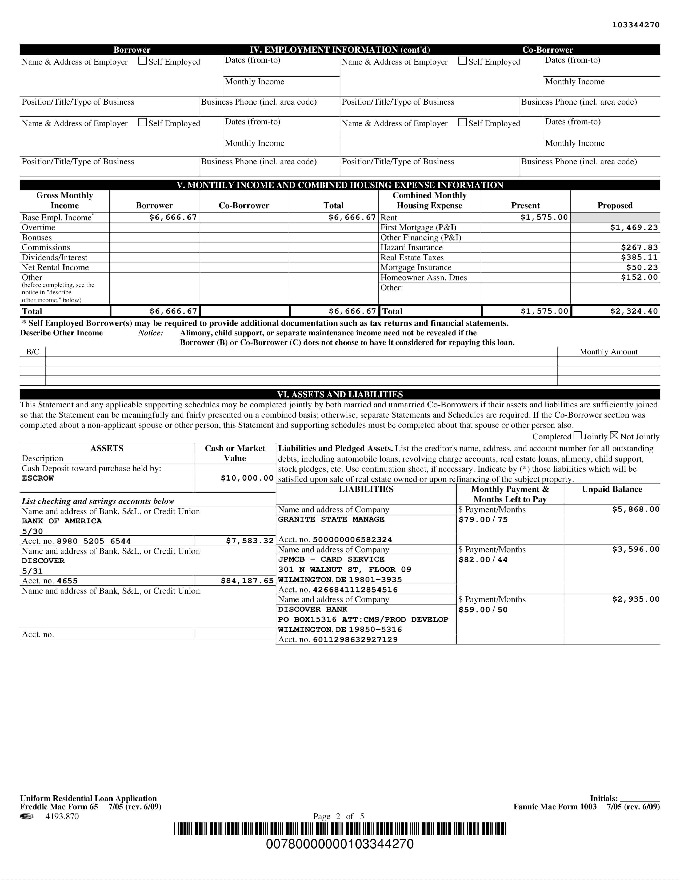 103344270
Borrower IV. EMPLOYMENT INFORMATION (cont'd) Co-Borrower
Name & Address of Employer ☐ Self Employed Dates (from-to) Name & Address of Employer ☐ Self Employed Dates (from-to)
Monthly Income Monthly Income
Position/Title/Type of Business Business Phone (incl. area code) Position/Title/Type of Business Business Phone (incl. area code)
Name & Address of Employer ☐ Self Employed Dates (from-to) Name & Address of Employer ☐ Self Employed Dates (from-to)
Monthly Income Monthly Income
Position/Title/Type of Business Business Phone (incl. area code) Position/Title/Type of Business Business Phone (incl. area code)
V. MONTHLY INCOME AND COMBINED HOUSING EXPENSE INFORMATION
Gross Monthly Income Borrower Co-Borrower Total Combined Monthly Housing Expense Present Proposed
Base Empl. Income* $6,666.67 $6,666.67 Rent $1,575.00
Overtime First Mortgage (P&I) $1,469.23
Bonuses Other Financing (P&I)
Commissions Hazard Insurance $267.83
Dividends/Interest Real Estate Taxes $385.11
Net Rental Income Mortgage Insurance $50.23
Other Homeowner Assn. Dues $152.00
(before completing, see the Other
notice in "describe
other income," below)
Total $6,666.67 $6,666.67 Total $1,575.00 $2,324.40
* Self Employed Borrower(s) may be required to provide additional documentation such as tax returns and financial statements.
Describe Other Income Notice: Alimony, child support, or separate maintenance income need not be revealed if the
Borrower (B) or Co-Borrower (C) does not choose to have it considered for repaying this loan.
B/C Monthly Amount
VI. ASSETS AND LIABILITIES
This Statement and any applicable supporting schedules may be completed jointly by both married and unmarried Co-Borrowers if their assets and liabilities are sufficiently joined
so that the Statement can be meaningfully and fairly presented on a combined basis; otherwise, separate Statements and Schedules are required. If the Co-Borrower section was
completed about a non-applicant spouse or other person, this Statement and supporting schedules must be completed about that spouse or other person also.
Completed ☐ Jointly ☒ Not Jointly
ASSETS Cash or Market Value Liabilities and Pledged Assets. List the creditor's name, address, and account number for all outstanding
Description debts, including automobile loans, revolving charge accounts, real estate loans, alimony, child support,
Cash Deposit toward purchase held by: stock pledges, etc. Use continuation sheet, if necessary. Indicate by (*) those liabilities which will be
ESCROW $10,000.00 satisfied upon sale of real estate owned or upon refinancing of the subject property.
LIABILITIES Monthly Payment & Months Left to Pay Unpaid Balance
List checking and savings accounts below
Name and address of Bank, S&L, or Credit Union Name and address of Company $ Payment/Months $5,868.00
BANK OF AMERICA GRANITE STATE MANAGE $79.00/75
5/30
Acct. no. 8980 5205 6544 $7,583.32 Acct. no. 5000000006582324
Name and address of Bank, S&L, or Credit Union Name and address of Company $ Payment/Months $3,596.00
DISCOVER JPMCB - CARD SERVICE $82.00/44
5/31 301 N WALNUT ST, FLOOR 09
Acct. no. 4655 $84,187.65 WILMINGTON, DE 19801-3935
Name and address of Bank, S&L, or Credit Union Acct. no. 4266841112854516
Name and address of Company $ Payment/Months $2,935.00
DISCOVER BANK $59.00/50
PO BOX15316 ATT:CMS/PROD DEVELOP
WILMINGTON, DE 19850-5316
Acct. no. Acct. no. 6011298632927129
Uniform Residential Loan Application Initials:
Freddie Mac Form 65 7/05 (rev. 6/09) Fannie Mae Form 1003 7/05 (rev. 6/09)
4193.870 Page 2 of 5
0078000000103344270